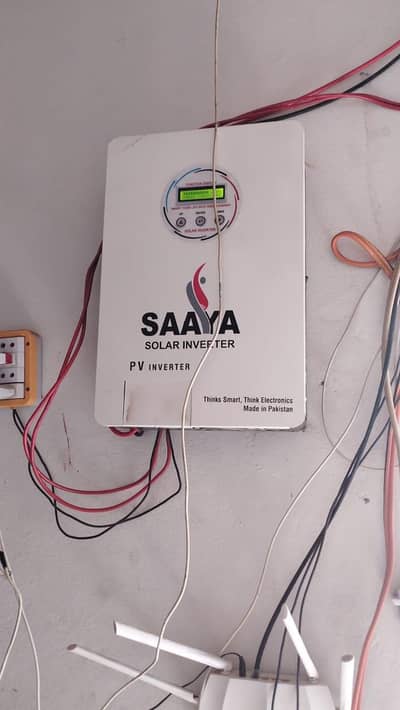 SAAYA
SOLAR INVERTER
PV INVERTER
Thinks Smart, Think Electronics
Made in Pakistan